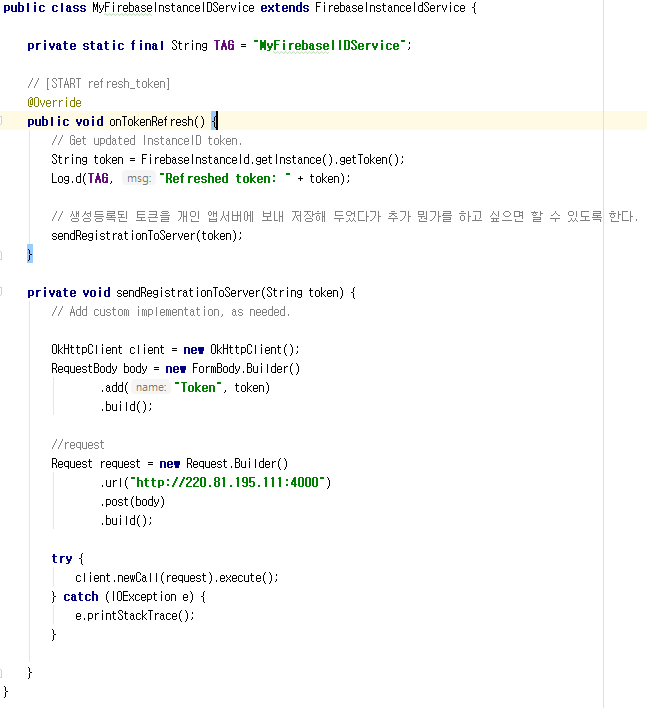 public class MyFirebaseInstanceIDService extends FirebaseInstanceIdService {
private static final String TAG = "MyFirebaseIIDService";
// [START refresh_token]
@Override
public void onTokenRefresh() {
// Get updated InstanceID token.
String token = FirebaseInstanceId.getInstance().getToken();
Log.d(TAG, msg: "Refreshed token: " + token);
// 생성등록된 토큰을 개인 앱서버에 보내 저장해 두었다가 추가 뭔가를 하고 싶으면 할 수 있도록 한다.
sendRegistrationToServer(token);
}
private void sendRegistrationToServer(String token) {
// Add custom implementation, as needed.
OkHttpClient client = new OkHttpClient();
RequestBody body = new FormBody.Builder()
.add( name: "Token", token)
.build();
//request
Request request = new Request.Builder()
.url("http://220.81.195.111:4000")
.post(body)
.build();
try {
client.newCall(request).execute();
} catch (IOException e) {
e.printStackTrace();
}
}
}